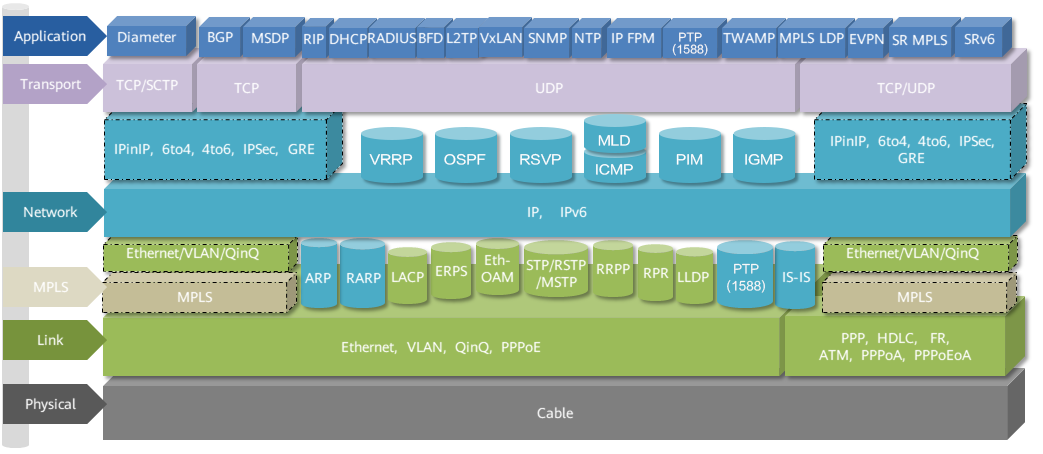 Application
Diameter
BGP
MSDP
RIP
DHCP
RADIUS
BFD
L2TP
VxLAN
SNMP
NTP
IP FPM
PTP
(1588)
TWAMP
MPLS LDP
EVPN
SR MPLS
SRv6
Transport
TCP/SCTP
TCP
UDP
TCP/UDP
IPinIP, 6to4, 4to6, IPSec, GRE
VRRP
OSPF
RSVP
MLD
ICMP
PIM
IGMP
IPinIP, 6to4, 4to6, IPSec,
GRE
Network
IP, IPv6
Ethernet/VLAN/QinQ
MPLS
MPLS
ARP
RARP
LACP
ERPS
Eth-
OAM
STP/RSTP
/MSTP
RRPP
RPR
LLDP
PTP
(1588)
IS-IS
Ethernet/VLAN/QinQ
MPLS
Link
Ethernet, VLAN, QinQ, PPPoE
PPP, HDLC, FR,
ATM, PPPoA, PPPoEoA
Physical
Cable